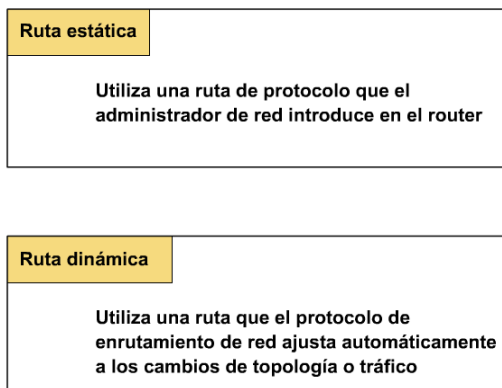 Ruta estática
Utiliza una ruta de protocolo que el
administrador de red introduce en el router
Ruta dinámica
Utiliza una ruta que el protocolo de
enrutamiento de red ajusta automáticamente
a los cambios de topología o tráfico